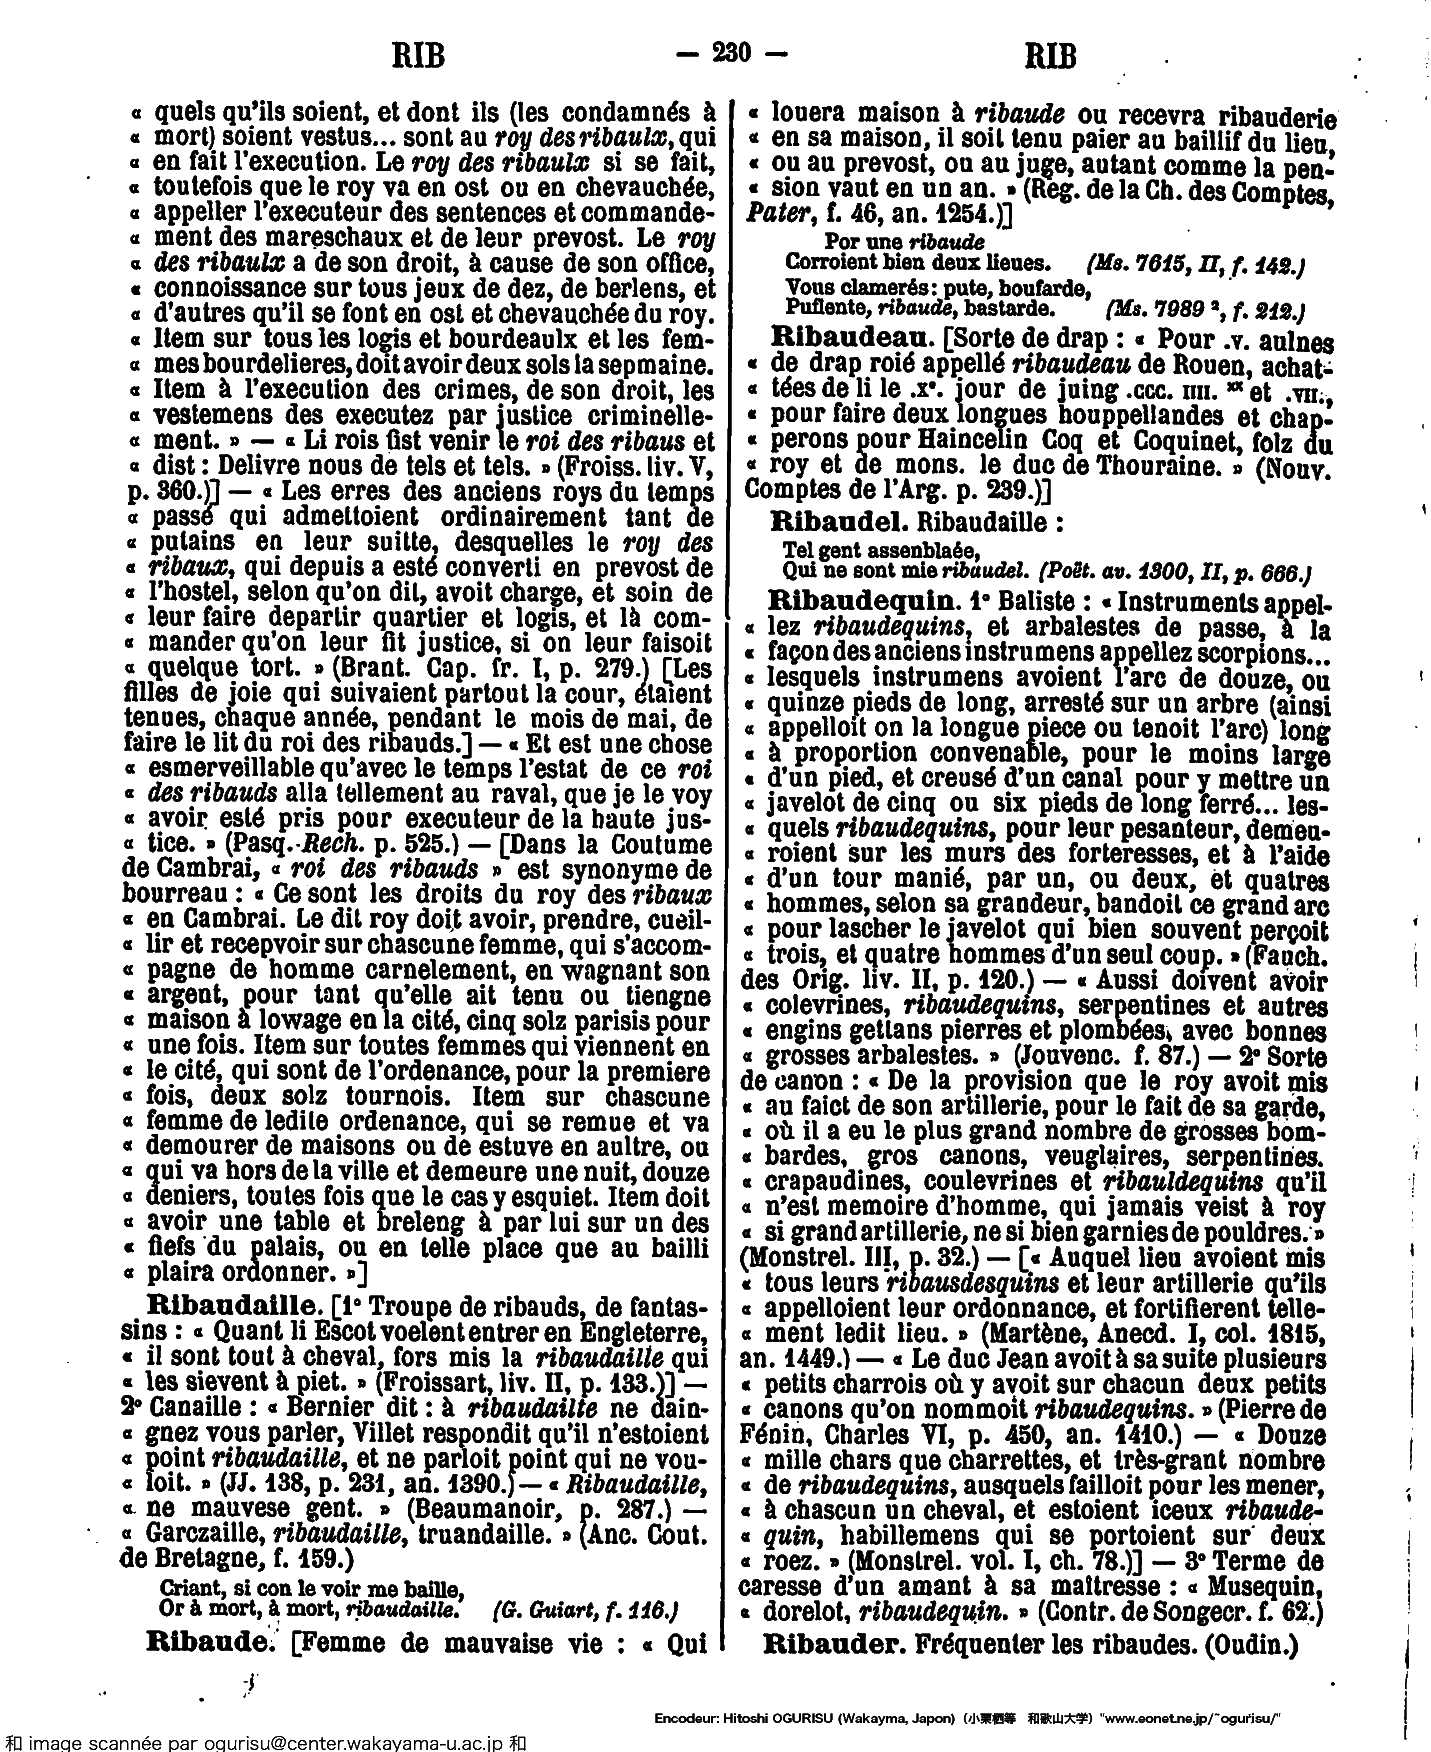 RIB — 230 — RIB
« quels qu'ils soient, et dont ils (les condamnés à
« mort) soient vestus... sont au roy des ribaulx, qui
« en fait l'execution. Le roy des ribaulx si se fait,
« toutefois que le roy va en ost ou en chevauchée,
« appeller l'executeur des sentences et commande-
« ment des mareschaux et de leur prevost. Le roy
« des ribaulx a de son droit, à cause de son office,
« connoissance sur tous jeux de dez, de berlens, et
« d'autres qu'il se font en ost et chevauchée du roy.
« Item sur tous les logis et bourdeaulx et les fem-
« mes bourdelieres, doit avoir deux sols la sepmaine.
« Item à l'execution des crimes, de son droit, les
« vestemens des executez par justice criminelle-
« ment. » — « Li rois fist venir le roi des ribaus et
« dist : Delivre nous de tels et tels. » (Froiss. liv. V,
p. 360.)] — « Les erres des anciens roys du temps
« passé qui admettoient ordinairement tant de
« putains en leur suitte, desquelles le roy des
« ribaux, qui depuis a esté converti en prevost de
« l'hostel, selon qu'on dit, avoit charge, et soin de
« leur faire departir quartier et logis, et là com-
« mander qu'on leur fit justice, si on leur faisoit
« quelque tort. » (Brant. Cap. fr. I, p. 279.) [Les
filles de joie qui suivaient partout la cour, étaient
tenues, chaque année, pendant le mois de mai, de
faire le lit du roi des ribauds.] — « Et est une chose
« esmerveillable qu'avec le temps l'estat de ce roi
« des ribauds alla tellement au raval, que je le voy
« avoir esté pris pour executeur de la haute jus-
« tice. » (Pasq. Rech. p. 525.) — [Dans la Coutume
de Cambrai, « roi des ribauds » est synonyme de
bourreau : « Ce sont les droits du roy des ribaux
« en Cambrai. Le dit roy doit avoir, prendre, cueil-
« lir et recepvoir sur chascune femme, qui s'accom-
« pagne de homme carnelement, en wagnant son
« argent, pour tant qu'elle ait tenu ou tiengne
« maison à lowage en la cité, cinq solz parisis pour
« une fois. Item sur toutes femmes qui viennent en
« le cité, qui sont de l'ordenance, pour la premiere
« fois, deux solz tournois. Item sur chascune
« femme de ledite ordenance, qui se remue et va
« demourer de maisons ou de estuve en aultre, ou
« qui va hors de la ville et demeure une nuit, douze
« deniers, toutes fois que le cas y esquiet. Item doit
« avoir une table et breleng à par lui sur un des
« fiefs du palais, ou en telle place que au bailli
« plaira ordonner. »]
Ribaudaille. [1° Troupe de ribauds, de fantas-
sins : « Quant li Escot voelent entrer en Engleterre,
« il sont tout à cheval, fors mis la ribaudaille qui
« les sievent à piet. » (Froissart, liv. II, p. 133.)] —
2° Canaille : « Bernier dit : à ribaudaille ne dain-
« gnez vous parler, Villet respondit qu'il n'estoient
« point ribaudaille, et ne parloit point qui ne vou-
« loit. » (JJ. 138, p. 231, an. 1390.) — « Ribaudaille,
« ne mauvese gent. » (Beaumanoir, p. 287.) —
« Garczaille, ribaudaille, truandaille. » (Anc. Cout.
de Bretagne, f. 159.)
Criant, si con le voir me baille,
Or à mort, à mort, ribaudaille. (G. Guiart, f. 116.)
Ribaude. [Femme de mauvaise vie : « Qui
« louera maison à ribaude ou recevra ribauderie
« en sa maison, il soit tenu paier au baillif du lieu,
« ou au prevost, ou au juge, autant comme la pen-
« sion vaut en un an. » (Reg. de la Ch. des Comptes,
Pater, f. 46, an. 1254.)]
Por une ribaude
Corroient bien deux lieues. (Ms. 7615, II, f. 142.)
Vous clamerés : pute, boufarde,
Puflente, ribaude, bastarde. (Ms. 7989 ², f. 212.)
Ribaudeau. [Sorte de drap : « Pour .v. aulnes
« de drap roié appellé ribaudeau de Rouen, achat-
« tées de li le .xᵉ. jour de juing .ccc. IIII. ˣˣ et .VII.,
« pour faire deux longues houppellandes et chap-
« perons pour Haincelin Coq et Coquinet, folz du
« roy et de mons. le duc de Thouraine. » (Nouv.
Comptes de l'Arg. p. 239.)]
Ribaudel. Ribaudaille :
Tel gent assenblaée,
Qui ne sont mie ribaudel. (Poët. av. 1300, II, p. 666.)
Ribaudequin. 1° Baliste : « Instruments appel-
« lez ribaudequins, et arbalestes de passe, à la
« façon des anciens instrumens appellez scorpions...
« lesquels instrumens avoient l'arc de douze, ou
« quinze pieds de long, arresté sur un arbre (ainsi
« appelloit on la longue piece ou tenoit l'arc) long
« à proportion convenable, pour le moins large
« d'un pied, et creusé d'un canal pour y mettre un
« javelot de cinq ou six pieds de long ferré... les-
« quels ribaudequins, pour leur pesanteur, demeu-
« roient sur les murs des forteresses, et à l'aide
« d'un tour manié, par un, ou deux, et quatres
« hommes, selon sa grandeur, bandoit ce grand arc
« pour lascher le javelot qui bien souvent perçoit
« trois, et quatre hommes d'un seul coup. » (Fauch.
des Orig. liv. II, p. 120.) — « Aussi doivent avoir
« colevrines, ribaudequins, serpentines et autres
« engins gettans pierres et plombées, avec bonnes
« grosses arbalestes. » (Jouvenc. f. 87.) — 2° Sorte
de canon : « De la provision que le roy avoit mis
« au faict de son artillerie, pour le fait de sa garde,
« où il a eu le plus grand nombre de grosses bom-
« bardes, gros canons, veuglaires, serpentines.
« crapaudines, coulevrines et ribauldequins qu'il
« n'est memoire d'homme, qui jamais veist à roy
« si grand artillerie, ne si bien garnies de pouldres. »
(Monstrel. III, p. 32.) — [« Auquel lieu avoient mis
« tous leurs ribausdesquins et leur artillerie qu'ils
« appelloient leur ordonnance, et fortifierent telle-
« ment ledit lieu. » (Martène, Anecd. I, col. 1815,
an. 1449.) — « Le duc Jean avoit à sa suite plusieurs
« petits charrois où y avoit sur chacun deux petits
« canons qu'on nommoit ribaudequins. » (Pierre de
Fénin, Charles VI, p. 450, an. 1410.) — « Douze
« mille chars que charrettes, et très-grant nombre
« de ribaudequins, ausquels failloit pour les mener,
« à chascun un cheval, et estoient iceux ribaude-
« quin, habillemens qui se portoient sur deux
« roez. » (Monstrel. vol. I, ch. 78.)] — 3° Terme de
caresse d'un amant à sa maîtresse : « Musequin,
« dorelot, ribaudequin. » (Contr. de Songecr. f. 62.)
Ribauder. Fréquenter les ribaudes. (Oudin.)
Encodeur: Hitoshi OGURISU (Wakayma, Japon) (小栗栖等 和歌山大学) "www.eonet.ne.jp/~ogurisu/"
和 image scannée par ogurisu@center.wakayama-u.ac.jp 和